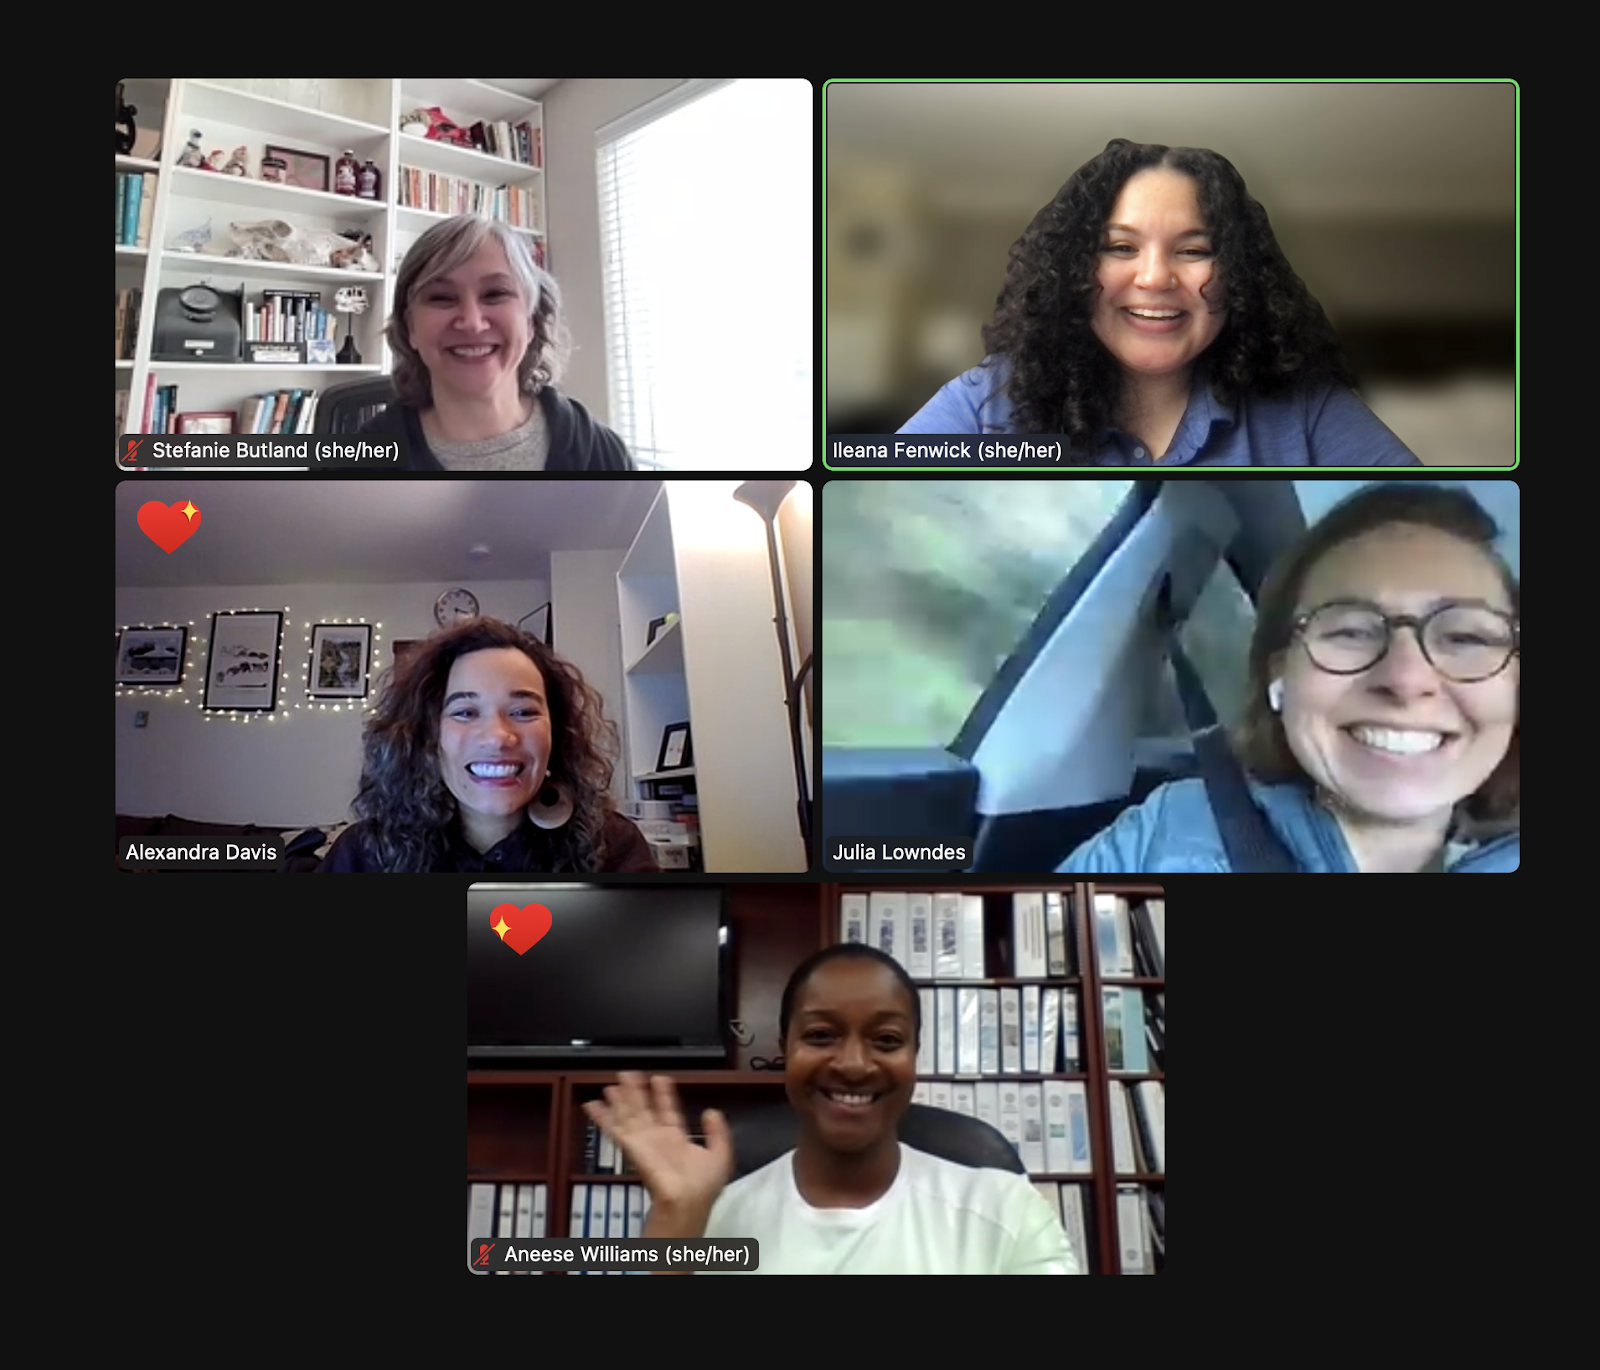 Stefanie Butland (she/her)
Ileana Fenwick (she/her)
Alexandra Davis
Julia Lowndes
Aneese Williams (she/her)